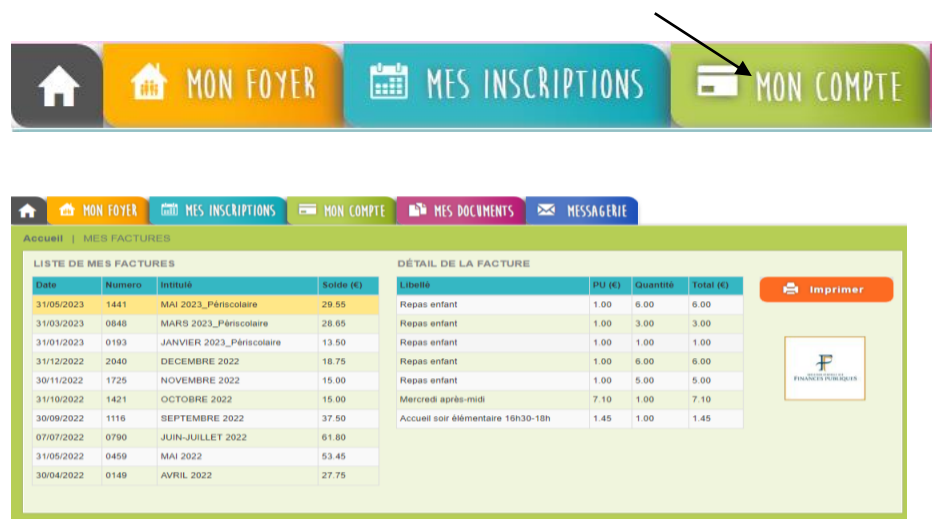 MON FOYER MES INSCRIPTIONS MON COMPTE
MON FOYER MES INSCRIPTIONS MON COMPTE MES DOCUMENTS MESSAGERIE
Accueil | MES FACTURES
LISTE DE MES FACTURES
Date Numero Intitulé Solde (€)
31/05/2023 1441 MAI 2023_Périscolaire 29.55
31/03/2023 0848 MARS 2023_Périscolaire 28.65
31/01/2023 0193 JANVIER 2023_Périscolaire 13.50
31/12/2022 2040 DECEMBRE 2022 18.75
30/11/2022 1725 NOVEMBRE 2022 15.00
31/10/2022 1421 OCTOBRE 2022 15.00
30/09/2022 1116 SEPTEMBRE 2022 37.50
07/07/2022 0790 JUIN-JUILLET 2022 61.80
31/05/2022 0459 MAI 2022 53.45
30/04/2022 0149 AVRIL 2022 27.75
DÉTAIL DE LA FACTURE
Libellé PU (€) Quantité Total (€)
Repas enfant 1.00 6.00 6.00
Repas enfant 1.00 3.00 3.00
Repas enfant 1.00 1.00 1.00
Repas enfant 1.00 6.00 6.00
Repas enfant 1.00 5.00 5.00
Mercredi après-midi 7.10 1.00 7.10
Accueil soir élémentaire 16h30-18h 1.45 1.00 1.45
Imprimer
FINANCES PUBLIQUES